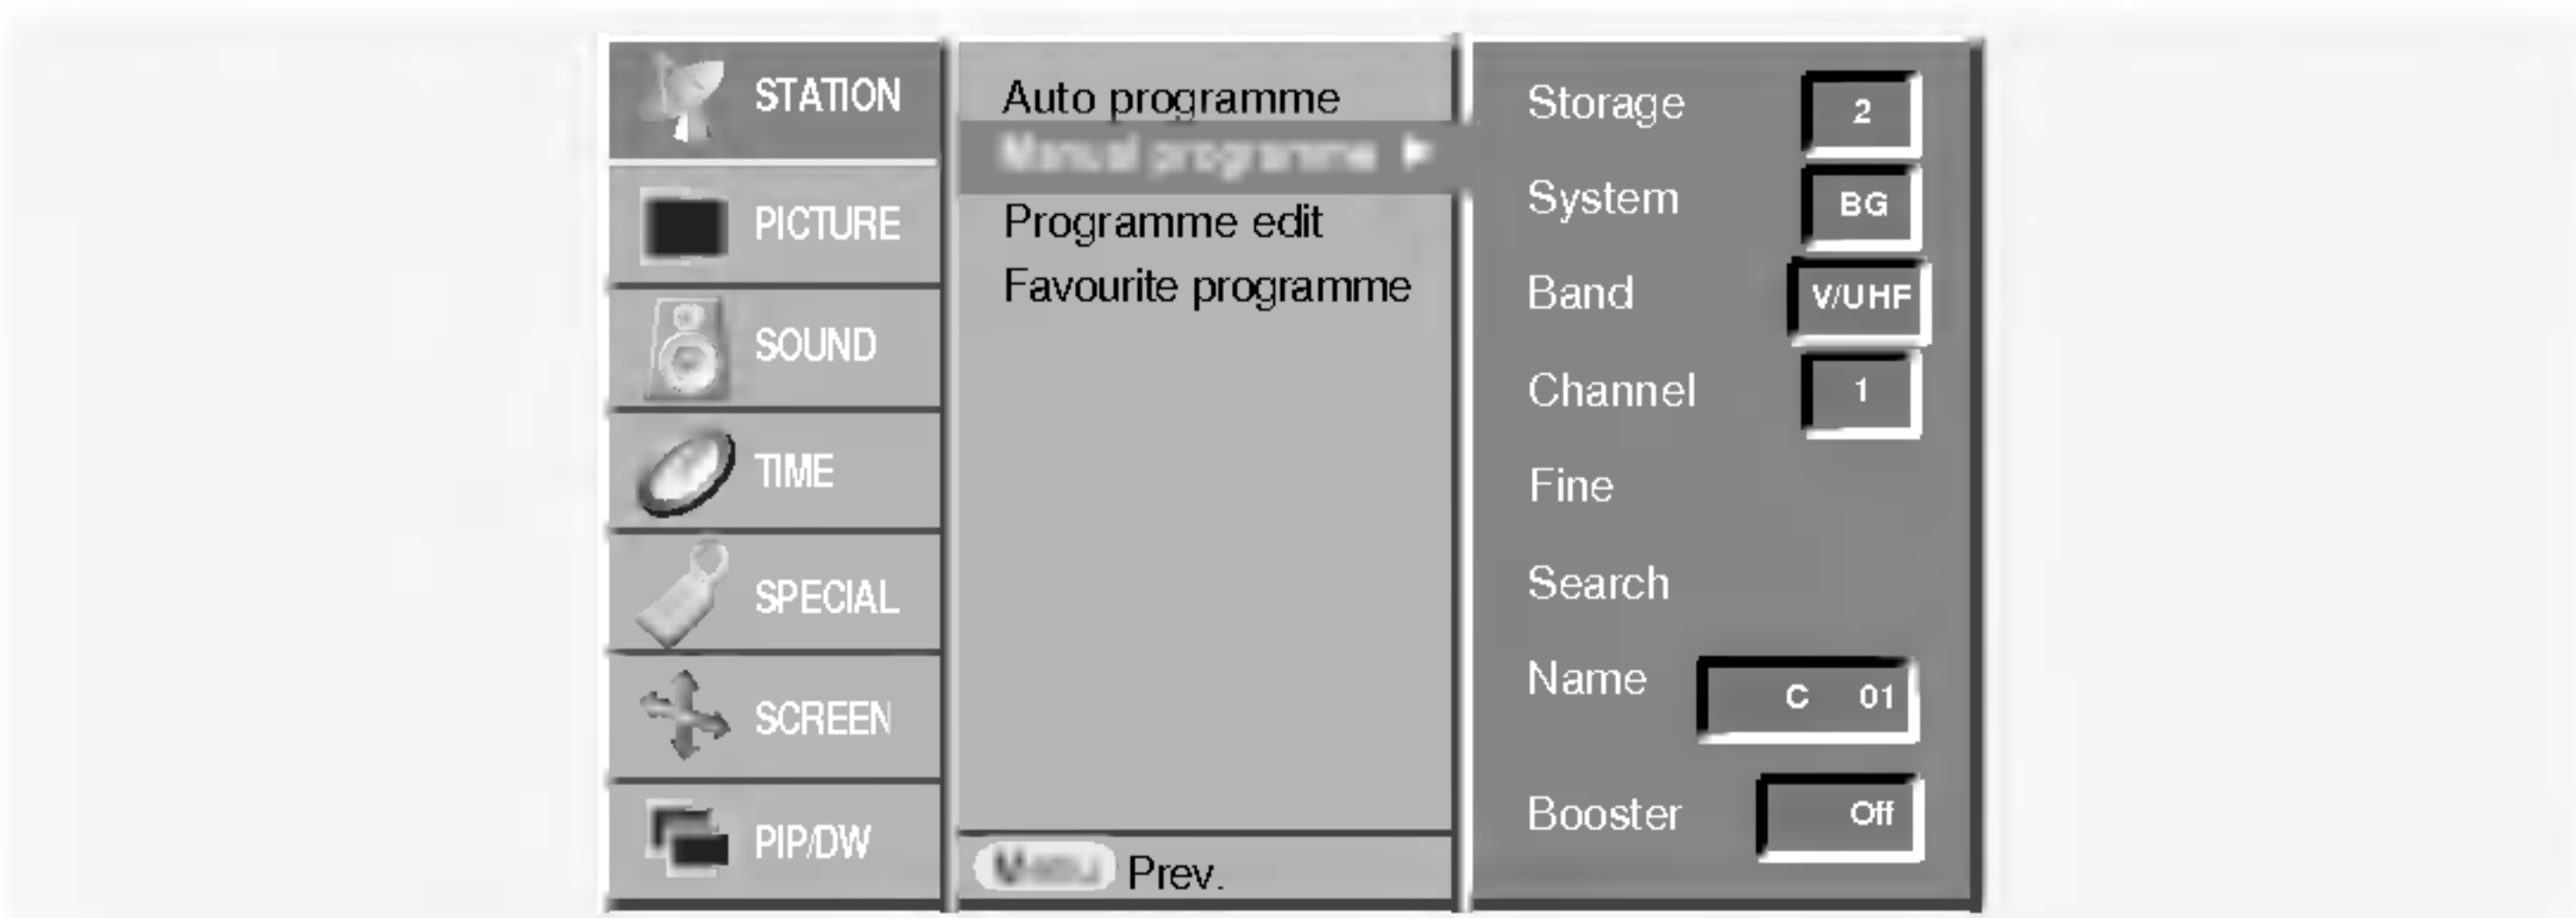 STATION
PICTURE
SOUND
TIME
SPECIAL
SCREEN
PIP/DW
Auto programme
Manual programme
Programme edit
Favourite programme
Menu Prev.
Storage 2
System BG
Band V/UHF
Channel 1
Fine
Search
Name C 01
Booster Off